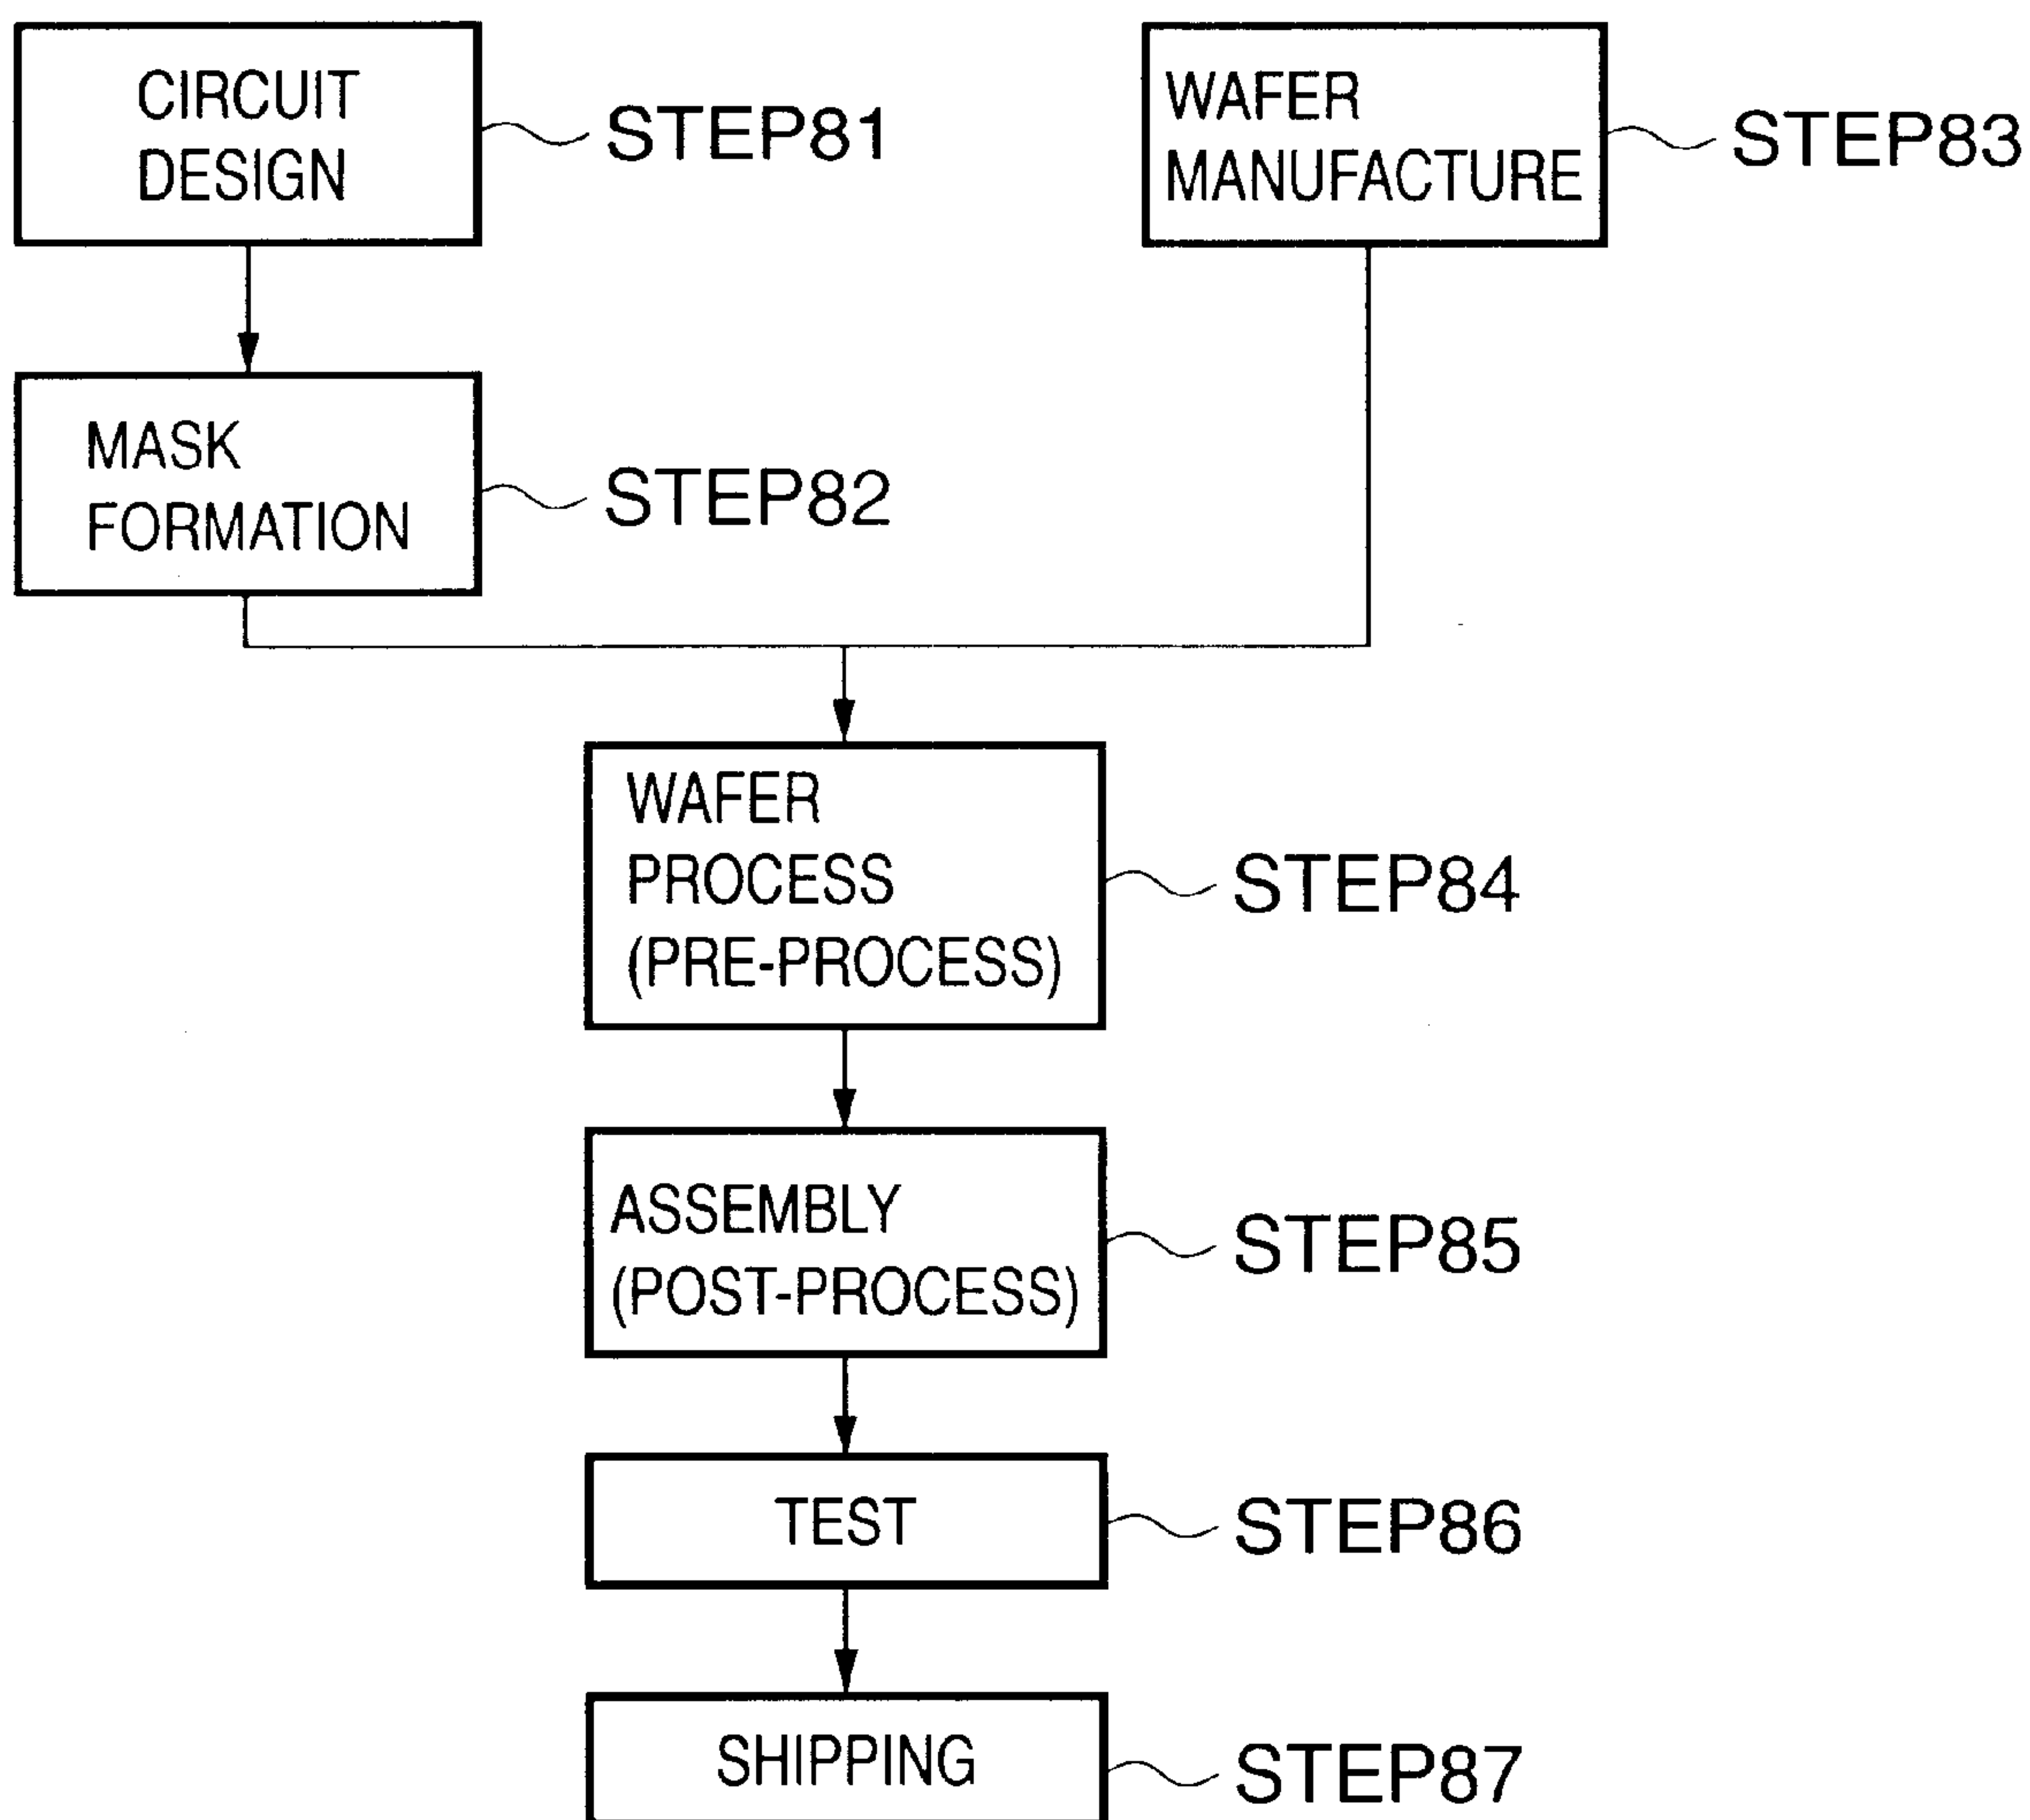 CIRCUIT
DESIGN
STEP81
WAFER
MANUFACTURE
STEP83
MASK
FORMATION
STEP82
WAFER
PROCESS
(PRE-PROCESS)
STEP84
ASSEMBLY
(POST-PROCESS)
STEP85
TEST
STEP86
SHIPPING
STEP87